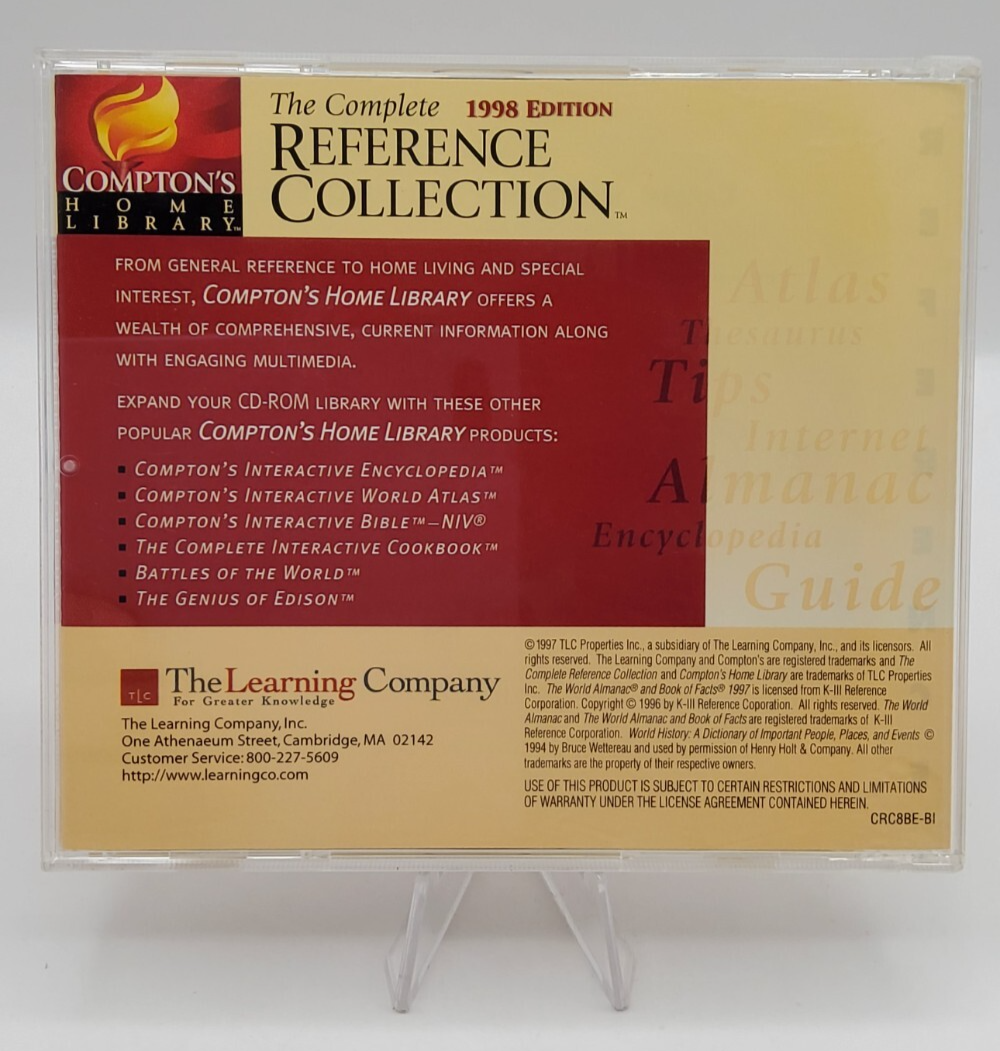 COMPTON'S
HOME
LIBRARY™
The Complete 1998 EDITION
REFERENCE
COLLECTION™
FROM GENERAL REFERENCE TO HOME LIVING AND SPECIAL
INTEREST, COMPTON'S HOME LIBRARY OFFERS A
WEALTH OF COMPREHENSIVE, CURRENT INFORMATION ALONG
WITH ENGAGING MULTIMEDIA.
EXPAND YOUR CD-ROM LIBRARY WITH THESE OTHER
POPULAR COMPTON'S HOME LIBRARY PRODUCTS:
▪ COMPTON'S INTERACTIVE ENCYCLOPEDIA™
▪ COMPTON'S INTERACTIVE WORLD ATLAS™
▪ COMPTON'S INTERACTIVE BIBLE™–NIV®
▪ THE COMPLETE INTERACTIVE COOKBOOK™
▪ BATTLES OF THE WORLD™
▪ THE GENIUS OF EDISON™
Atlas
Thesaurus
Tips
Internet
Almanac
Encyclopedia
Guide
TLC
The Learning Company
For Greater Knowledge
The Learning Company, Inc.
One Athenaeum Street, Cambridge, MA 02142
Customer Service: 800-227-5609
http://www.learningco.com
©1997 TLC Properties Inc., a subsidiary of The Learning Company, Inc., and its licensors. All
rights reserved. The Learning Company and Compton's are registered trademarks and The
Complete Reference Collection and Compton's Home Library are trademarks of TLC Properties
Inc. The World Almanac® and Book of Facts® 1997 is licensed from K-III Reference
Corporation. Copyright © 1996 by K-III Reference Coporation. All rights reserved. The World
Almanac and The World Almanac and Book of Facts are registered trademarks of K-III
Reference Corporation. World History: A Dictionary of Important People, Places, and Events ©
1994 by Bruce Wettereau and used by permission of Henry Holt & Company. All other
trademarks are the property of their respective owners.
USE OF THIS PRODUCT IS SUBJECT TO CERTAIN RESTRICTIONS AND LIMITATIONS
OF WARRANTY UNDER THE LICENSE AGREEMENT CONTAINED HEREIN.
CRC8BE-BI